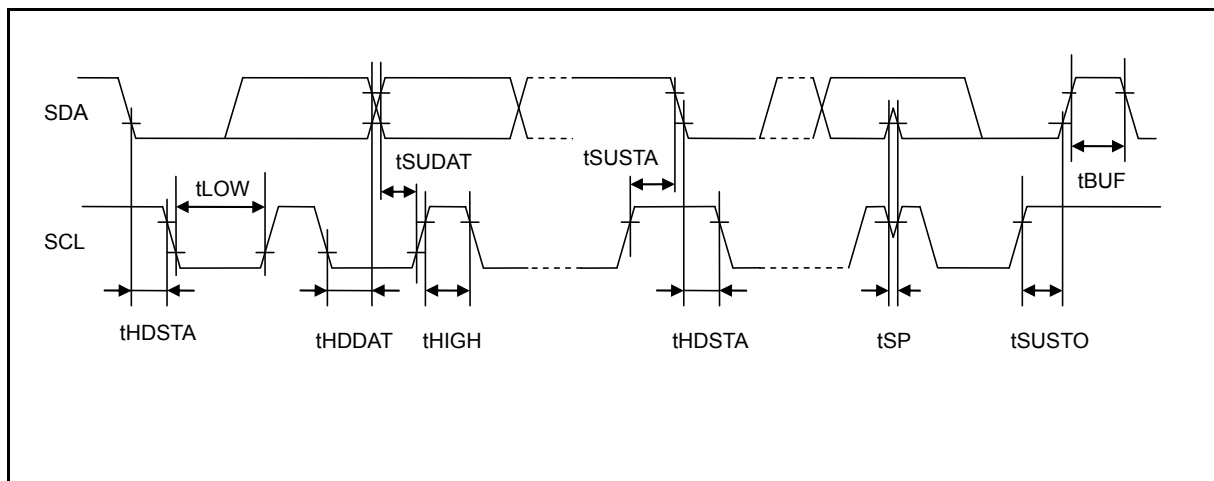 SDA
tSUDAT
tSUSTA
tBUF
tLOW
SCL
tHDSTA
tHDDAT
tHIGH
tHDSTA
tSP
tSUSTO